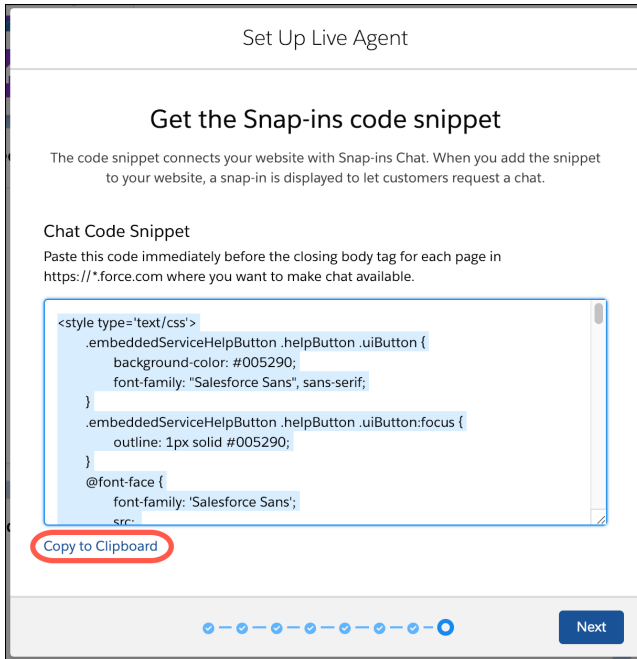 Set Up Live Agent
Get the Snap-ins code snippet
The code snippet connects your website with Snap-ins Chat. When you add the snippet
to your website, a snap-in is displayed to let customers request a chat.
Chat Code Snippet
Paste this code immediately before the closing body tag for each page in
https://*.force.com where you want to make chat available.
<style type='text/css'>
.embeddedServiceHelpButton .helpButton .uiButton {
background-color: #005290;
font-family: "Salesforce Sans", sans-serif;
}
.embeddedServiceHelpButton .helpButton .uiButton:focus {
outline: 1px solid #005290;
}
@font-face {
font-family: 'Salesforce Sans';
src:
Copy to Clipboard
Next